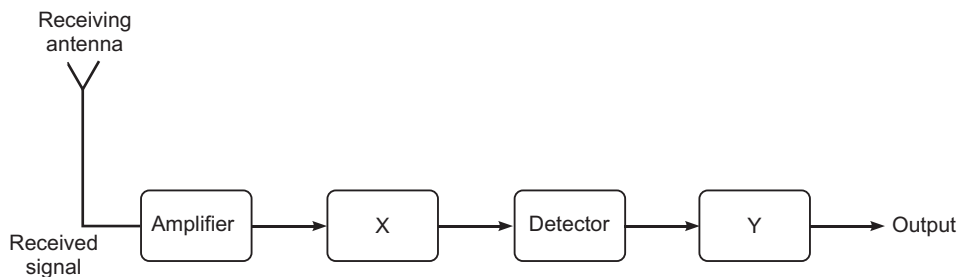 Receiving
antenna
Received
signal
Amplifier
X
Detector
Y
Output